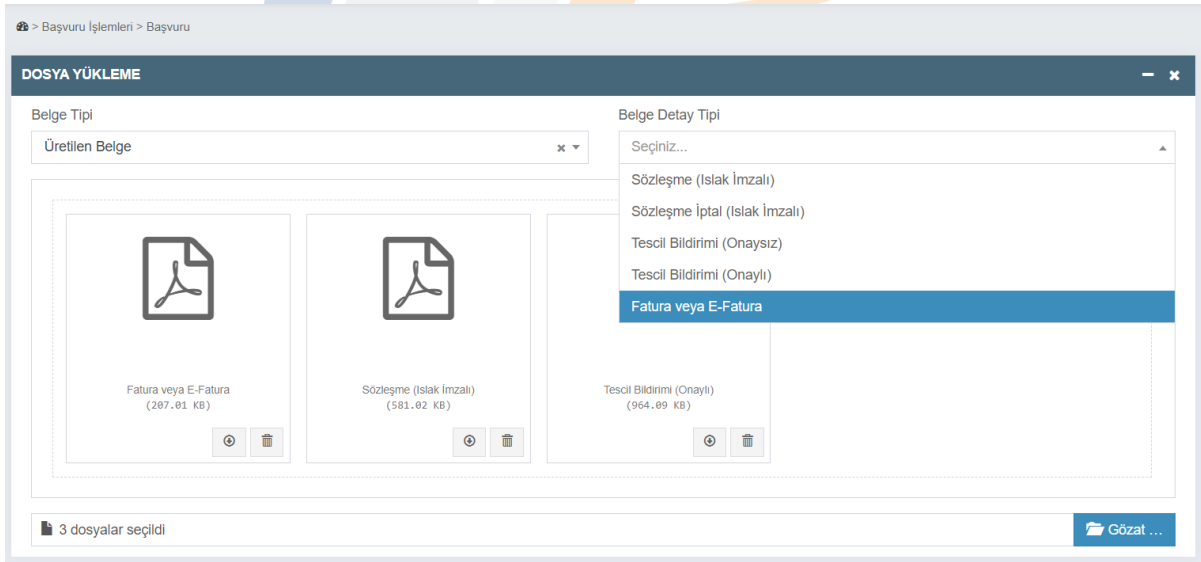 > Başvuru İşlemleri > Başvuru
DOSYA YÜKLEME
Belge Tipi
Belge Detay Tipi
Üretilen Belge
Seçiniz...
Sözleşme (Islak İmzalı)
Sözleşme İptal (Islak İmzalı)
Tescil Bildirimi (Onaysız)
Tescil Bildirimi (Onaylı)
Fatura veya E-Fatura
Fatura veya E-Fatura
(207.01 KB)
Sözleşme (Islak İmzalı)
(581.02 KB)
Tescil Bildirimi (Onaylı)
(964.09 KB)
3 dosyalar seçildi
Gözat ...